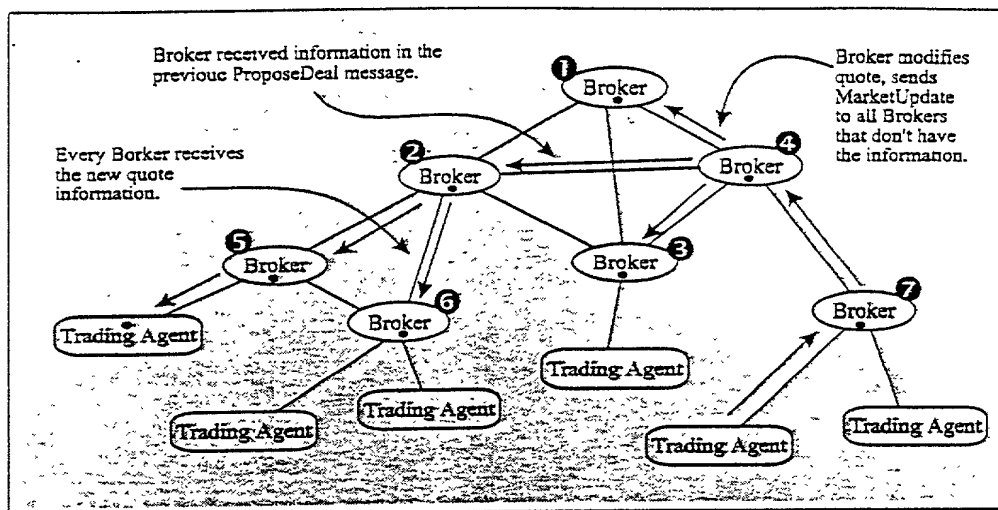 Broker received information in the
previous ProposeDeal message.
Broker modifies
quote, sends
MarketUpdate
to all Brokers
that don't have
the information.
Every Borker receives
the new quote
information.
1
Broker
2
Broker
4
Broker
3
Broker
5
Broker
6
Broker
7
Broker
Trading Agent
Trading Agent
Trading Agent
Trading Agent
Trading Agent
Trading Agent